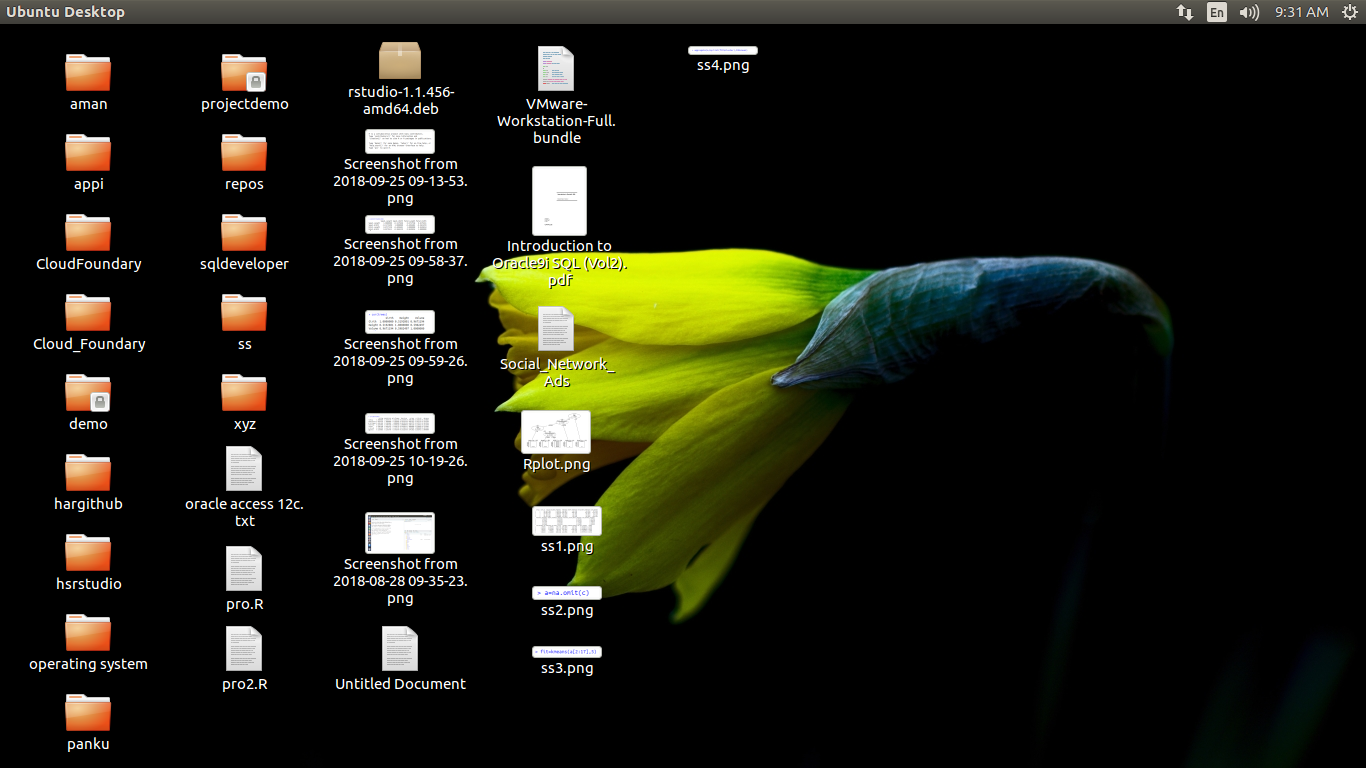 Ubuntu Desktop
En
9:31 AM
aman
appi
CloudFoundary
Cloud_Foundary
demo
hargithub
hsrstudio
operating system
panku
projectdemo
repos
sqldeveloper
ss
xyz
oracle access 12c.
txt
pro.R
pro2.R
rstudio-1.1.456-
amd64.deb
Screenshot from
2018-09-25 09-13-53.
png
Screenshot from
2018-09-25 09-58-37.
png
Screenshot from
2018-09-25 09-59-26.
png
Screenshot from
2018-09-25 10-19-26.
png
Screenshot from
2018-08-28 09-35-23.
png
Untitled Document
VMware-
Workstation-Full.
bundle
Introduction to
Oracle9i SQL (Vol2).
pdf
Social_Network_
Ads
Rplot.png
ss1.png
> a=na.omit(c)
ss2.png
ss3.png
ss4.png